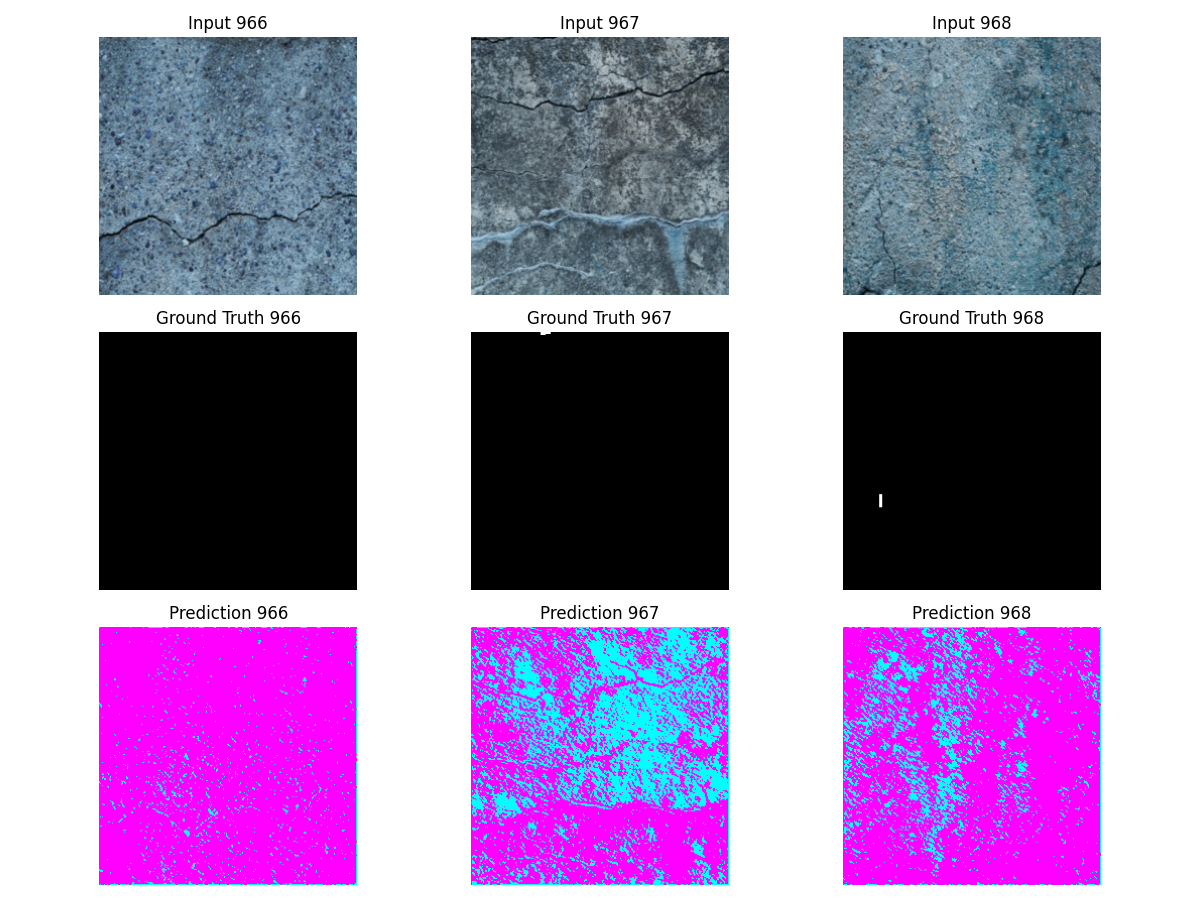 Input 966
Input 967
Input 968
Ground Truth 966
Ground Truth 967
Ground Truth 968
Prediction 966
Prediction 967
Prediction 968